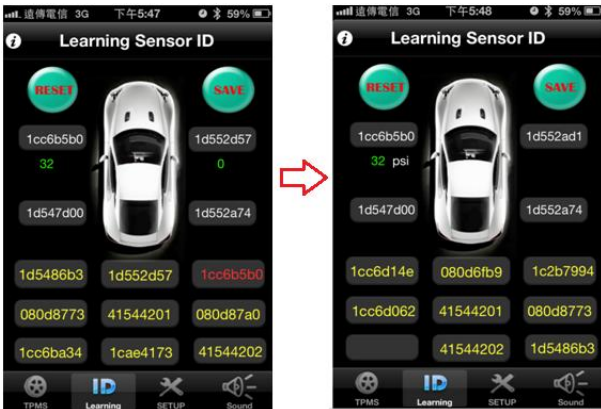 遠傳電信 3G 下午5:47 59%
Learning Sensor ID
RESET SAVE
1cc6b5b0 1d552d57
32 0
1d547d00 1d552a74
1d5486b3 1d552d57 1cc6b5b0
080d8773 41544201 080d87a0
1cc6ba34 1cae4173 41544202
TPMS ID Learning SETUP Sound
遠傳電信 3G 下午5:48 59%
Learning Sensor ID
RESET SAVE
1cc6b5b0 1d552ad1
32 psi
1d547d00 1d552a74
1cc6d14e 080d6fb9 1c2b7994
1cc6d062 41544201 080d8773
41544202 1d5486b3
TPMS ID Learning SETUP Sound